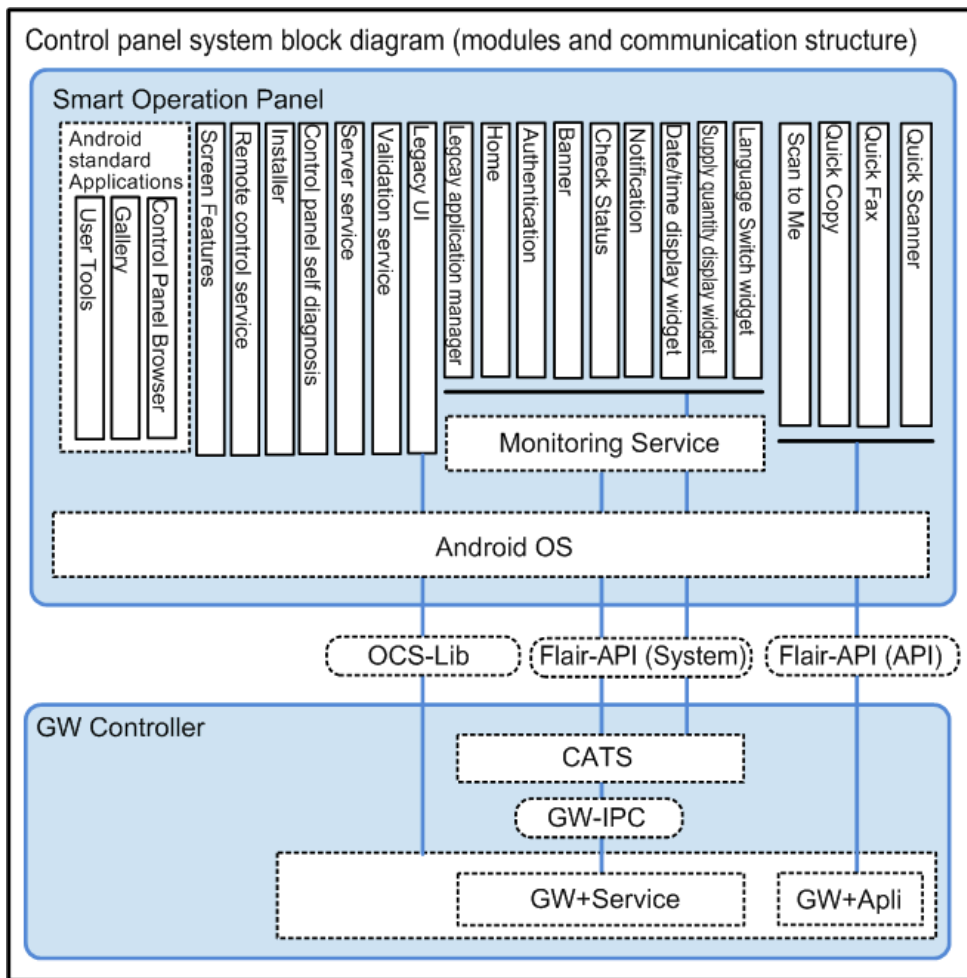 Control panel system block diagram (modules and communication structure)
Smart Operation Panel
Android
standard
Applications
User Tools
Gallery
Control Panel Browser
Screen Features
Remote control service
Installer
Control panel self diagnosis
Server service
Validation service
Legacy UI
Legcay application manager
Home
Authentication
Banner
Check Status
Notification
Date/time display widget
Supply quantity display widget
Language Switch widget
Scan to Me
Quick Copy
Quick Fax
Quick Scanner
Monitoring Service
Android OS
OCS-Lib
Flair-API (System)
Flair-API (API)
GW Controller
CATS
GW-IPC
GW+Service
GW+Apli